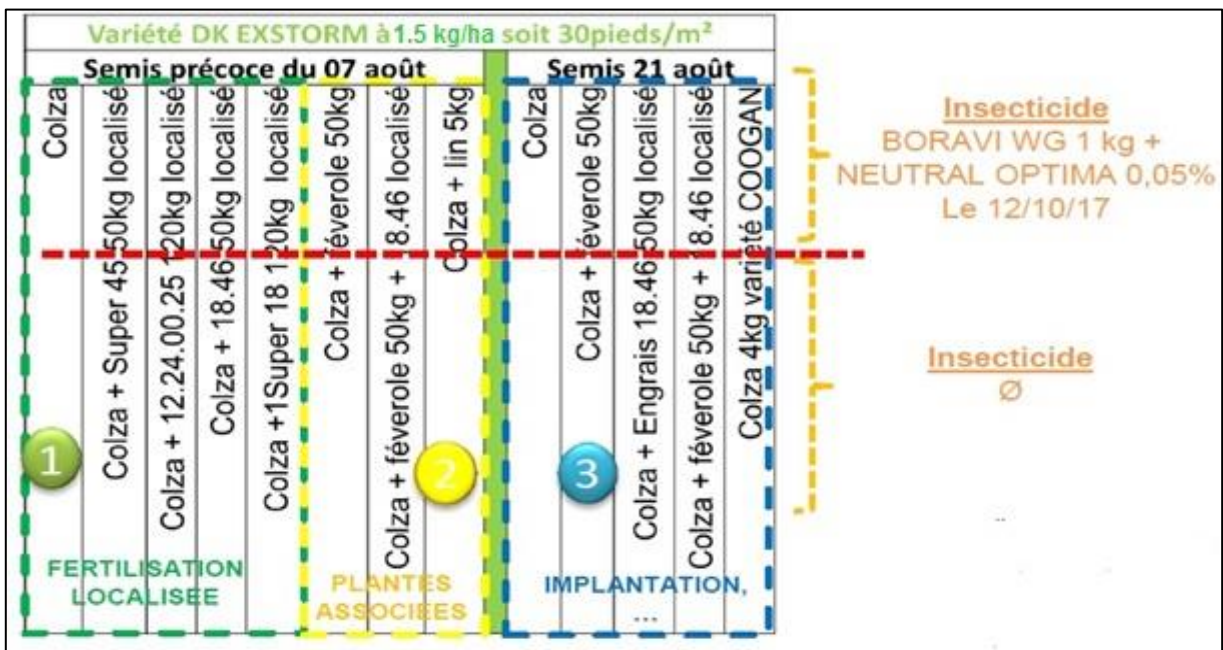 Variété DK EXSTORM à 1.5 kg/ha soit 30pieds/m²
Semis précoce du 07 août
Semis 21 août
Colza
Colza + Super 45 50kg localisé
Colza + 12.24.00.25 120kg localisé
Colza + 18.46 50kg localisé
Colza +1Super 18 120kg localisé
Colza + féverole 50kg
Colza + féverole 50kg + 18.46 localisé
Colza + lin 5kg
Colza
Colza + féverole 50kg
Colza + Engrais 18.46 50kg localisé
Colza + féverole 50kg + 18.46 localisé
Colza 4kg variété COOGAN
1
2
3
FERTILISATION
LOCALISEE
PLANTES
ASSOCIEES
IMPLANTATION,
...
Insecticide
BORAVI WG 1 kg +
NEUTRAL OPTIMA 0,05%
Le 12/10/17
Insecticide
Ø